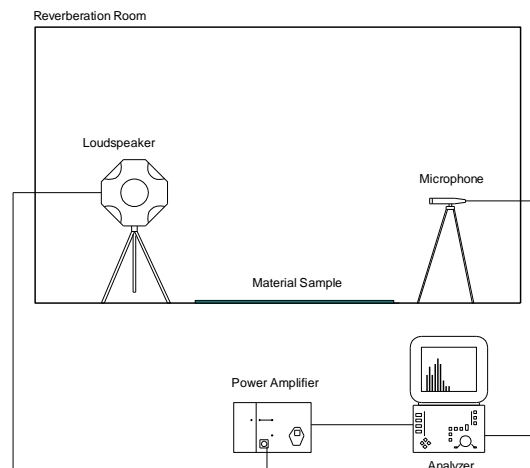 Reverberation Room
Loudspeaker
Microphone
Material Sample
Power Amplifier
Analyzer